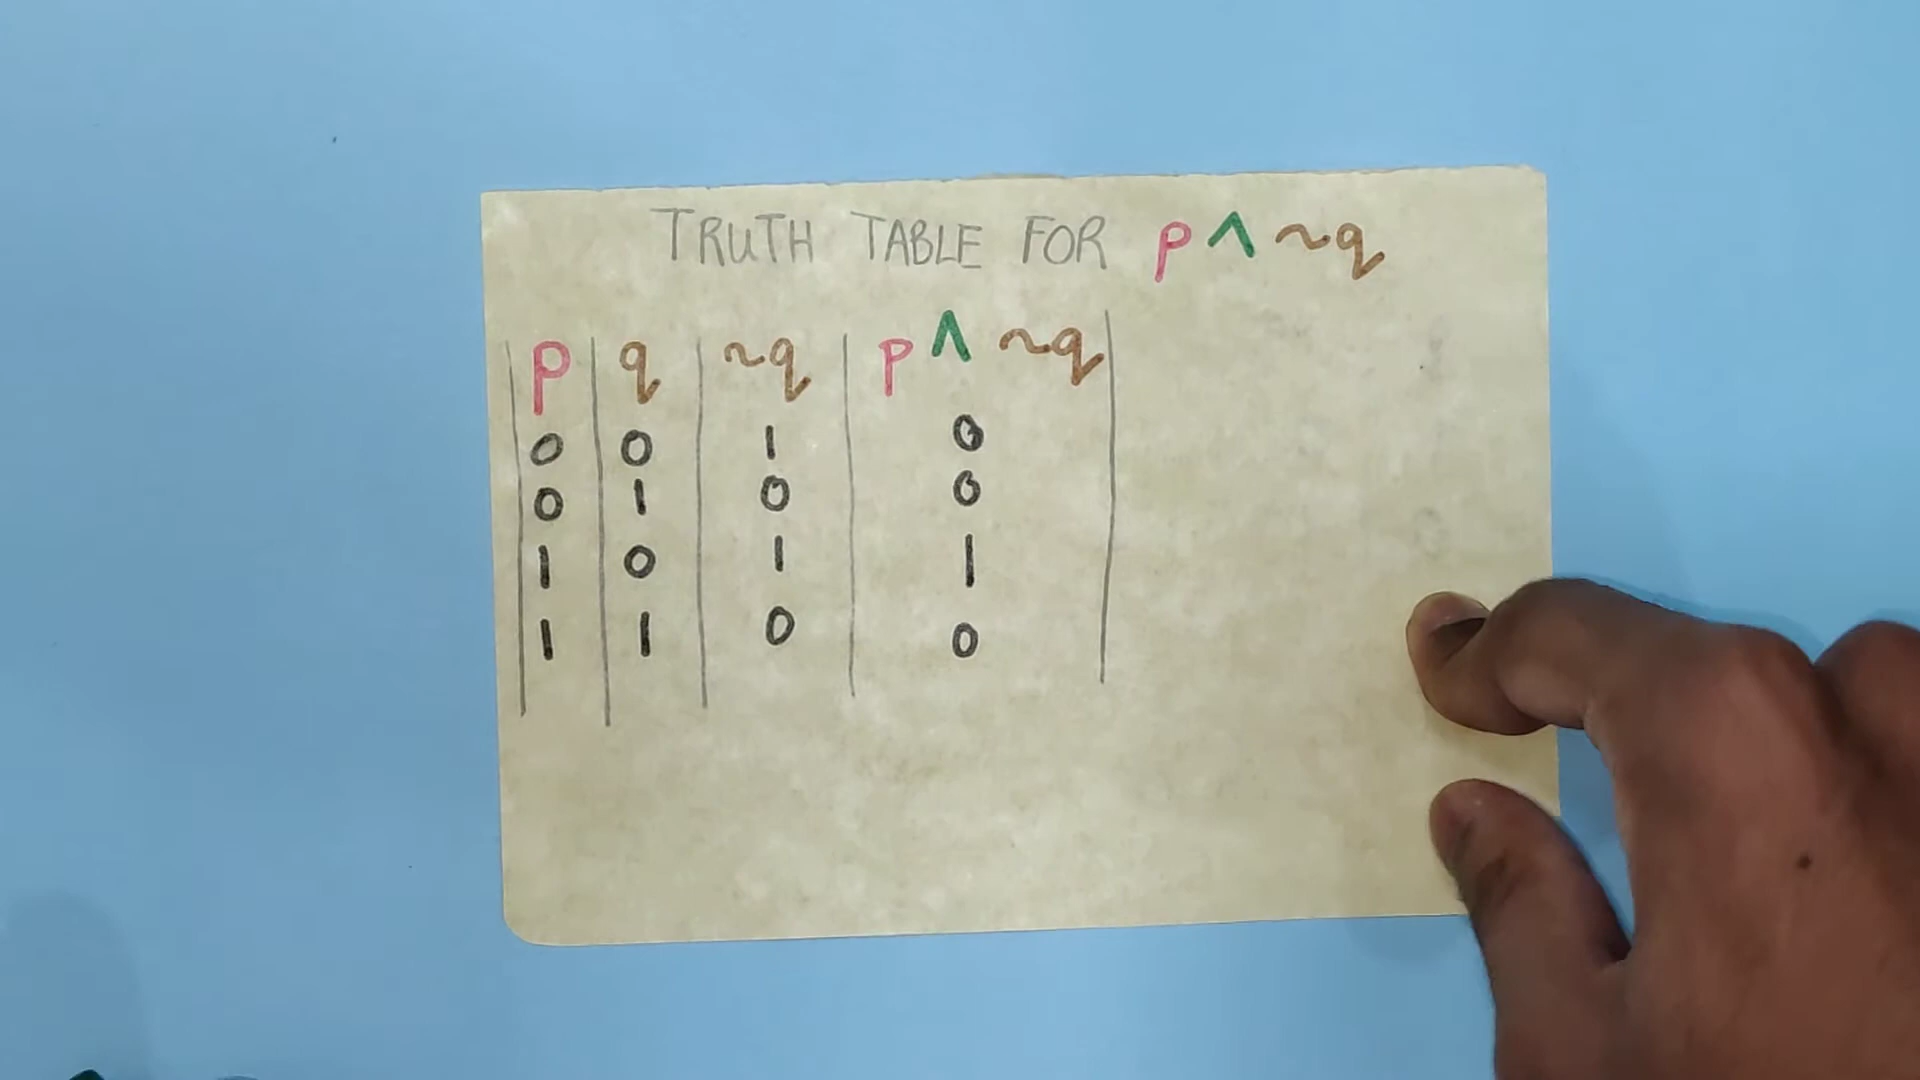 TRUTH TABLE FOR p ∧ ~q
p q ~q p ∧ ~q
0 0 1 0
0 1 0 0
1 0 1 1
1 1 0 0